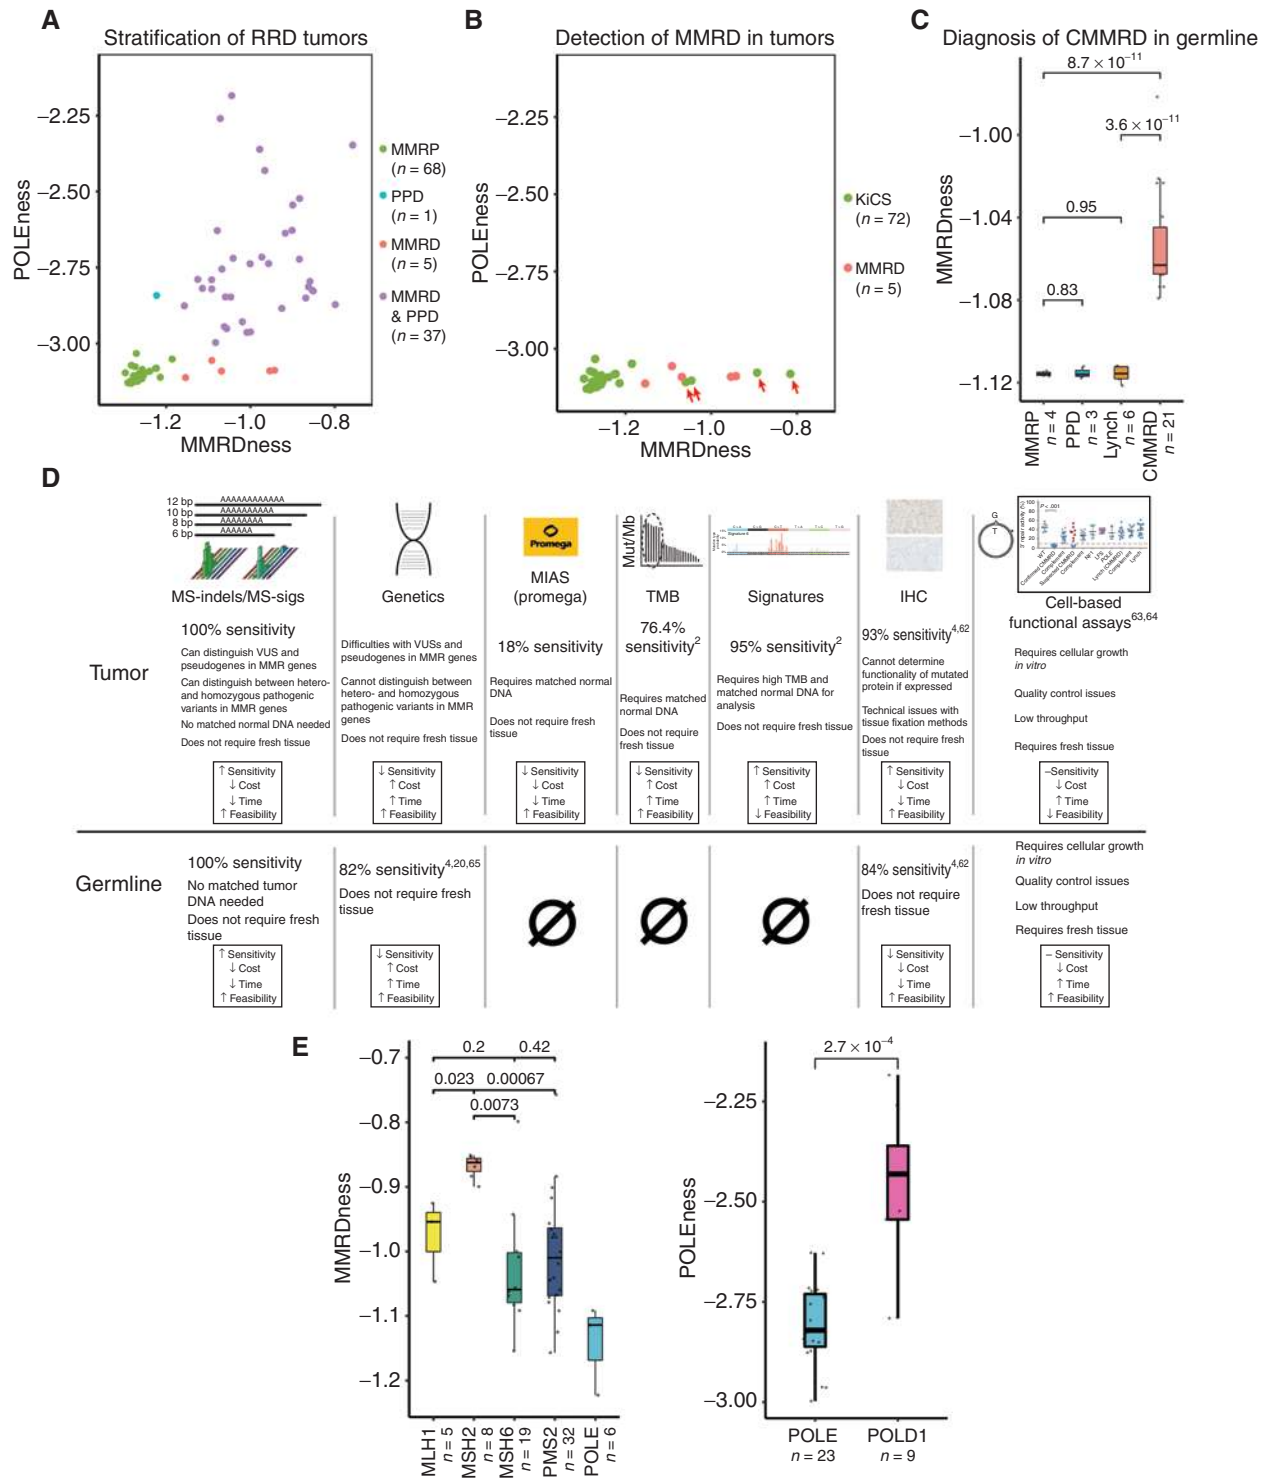 A
Stratification of RRD tumors
POLEness
−2.25
−2.50
−2.75
−3.00
−1.2
−1.0
−0.8
MMRDness
MMRP
(n = 68)
PPD
(n = 1)
MMRD
(n = 5)
MMRD
& PPD
(n = 37)
B
Detection of MMRD in tumors
POLEness
−2.25
−2.50
−2.75
−3.00
−1.2
−1.0
−0.8
MMRDness
KiCS
(n = 72)
MMRD
(n = 5)
C
Diagnosis of CMMRD in germline
8.7 × 10−11
3.6 × 10−11
0.95
0.83
MMRDness
−1.00
−1.04
−1.08
−1.12
MMRP
n = 4
PPD
n = 3
Lynch
n = 6
CMMRD
n = 21
D
12 bp AAAAAAAAAAAA
10 bp AAAAAAAAAA
8 bp AAAAAAAA
6 bp AAAAAA
MS-indels/MS-sigs
Genetics
Promega
MIAS
(promega)
Mut/Mb
TMB
Signatures
IHC
G
T
P < .001
Cell-based
functional assays63,64
Tumor
100% sensitivity
Can distinguish VUS and
pseudogenes in MMR genes
Can distinguish between hetero-
and homozygous pathogenic
variants in MMR genes
No matched normal DNA needed
Does not require fresh tissue
↑ Sensitivity
↓ Cost
↓ Time
↑ Feasibility
Difficulties with VUSs and
pseudogenes in MMR genes
Cannot distinguish between
hetero- and homozygous
pathogenic variants in MMR
genes
Does not require fresh tissue
↓ Sensitivity
↑ Cost
↑ Time
↑ Feasibility
18% sensitivity
Requires matched normal
DNA
Does not require fresh
tissue
↓ Sensitivity
↓ Cost
↓ Time
↑ Feasibility
76.4%
sensitivity2
Requires matched
normal DNA
Does not require
fresh tissue
↓ Sensitivity
↑ Cost
↑ Time
↑ Feasibility
95% sensitivity2
Requires high TMB and
matched normal DNA for
analysis
Does not require fresh tissue
↑ Sensitivity
↑ Cost
↑ Time
↓ Feasibility
93% sensitivity4,62
Cannot determine
functionality of mutated
protein if expressed
Technical issues with
tissue fixation methods
Does not require fresh
tissue
↑ Sensitivity
↓ Cost
↓ Time
↑ Feasibility
Requires cellular growth
in vitro
Quality control issues
Low throughput
Requires fresh tissue
−Sensitivity
↓ Cost
↑ Time
↓ Feasibility
Germline
100% sensitivity
No matched tumor
DNA needed
Does not require fresh
tissue
↑ Sensitivity
↓ Cost
↓ Time
↑ Feasibility
82% sensitivity4,20,65
Does not require fresh
tissue
↓ Sensitivity
↑ Cost
↑ Time
↑ Feasibility
84% sensitivity4,62
Does not require
fresh tissue
↓ Sensitivity
↓ Cost
↓ Time
↑ Feasibility
Requires cellular growth
in vitro
Quality control issues
Low throughput
Requires fresh tissue
− Sensitivity
↓ Cost
↑ Time
↑ Feasibility
E
0.2
0.42
0.023
0.00067
0.0073
MMRDness
−0.7
−0.8
−0.9
−1.0
−1.1
−1.2
MLH1
n = 5
MSH2
n = 8
MSH6
n = 19
PMS2
n = 32
POLE
n = 6
2.7 × 10−4
POLEness
−2.25
−2.50
−2.75
−3.00
POLE
n = 23
POLD1
n = 9